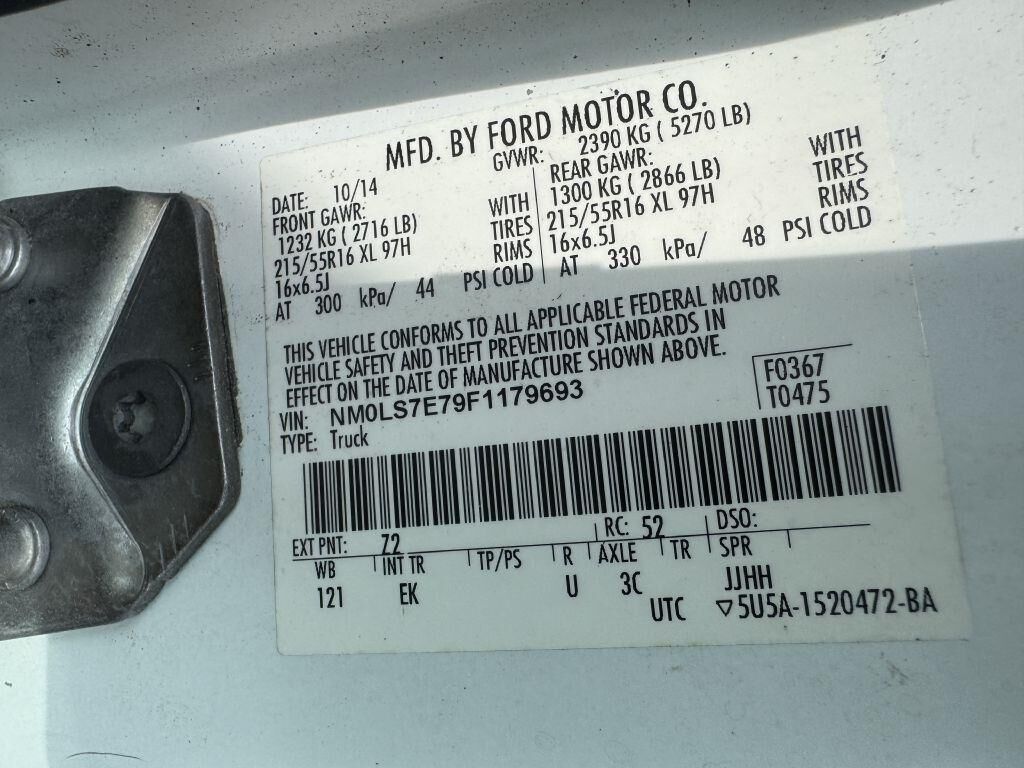 MFD. BY FORD MOTOR CO.
DATE: 10/14 GVWR: 2390 KG ( 5270 LB)
FRONT GAWR: REAR GAWR:
1232 KG ( 2716 LB) WITH 1300 KG ( 2866 LB) WITH
215/55R16 XL 97H TIRES 215/55R16 XL 97H TIRES
16x6.5J RIMS 16x6.5J RIMS
AT 300 kPa/ 44 PSI COLD AT 330 kPa/ 48 PSI COLD
THIS VEHICLE CONFORMS TO ALL APPLICABLE FEDERAL MOTOR
VEHICLE SAFETY AND THEFT PREVENTION STANDARDS IN
EFFECT ON THE DATE OF MANUFACTURE SHOWN ABOVE.
VIN: NM0LS7E79F1179693 F0367
TYPE: Truck T0475
EXT PNT: Z2 RC: 52 DSO:
WB INT TR TP/PS R AXLE TR SPR
121 EK U 3C JJHH
UTC ▽5U5A-1520472-BA